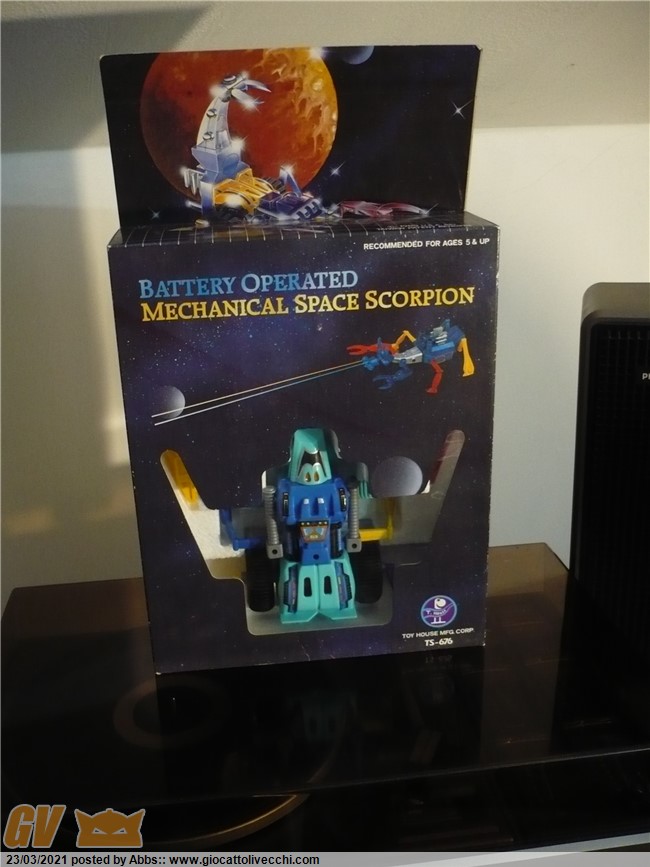 RECOMMENDED FOR AGES 5 & UP
BATTERY OPERATED
MECHANICAL SPACE SCORPION
TOY HOUSE MFG. CORP.
TS-676
GV
23/03/2021 posted by Abbs:: www.giocattolivecchi.com